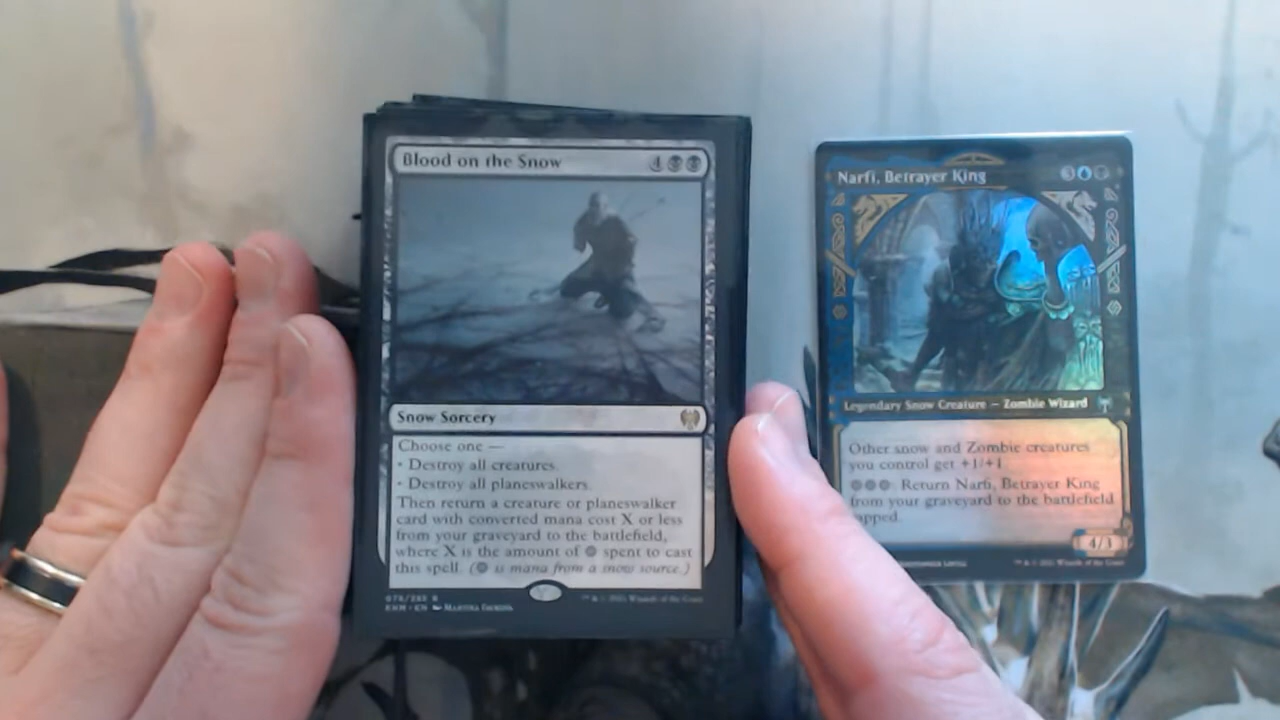 Blood on the Snow 4
Snow Sorcery
Choose one —
• Destroy all creatures.
• Destroy all planeswalkers.
Then return a creature or planeswalker
card with converted mana cost X or less
from your graveyard to the battlefield,
where X is the amount of spent to cast
this spell. ( is mana from a snow source.)
KHM • EN
Narfi, Betrayer King 3
Legendary Snow Creature — Zombie Wizard
Other snow and Zombie creatures
you control get +1/+1.
: Return Narfi, Betrayer King
from your graveyard to the battlefield
tapped.
4/3